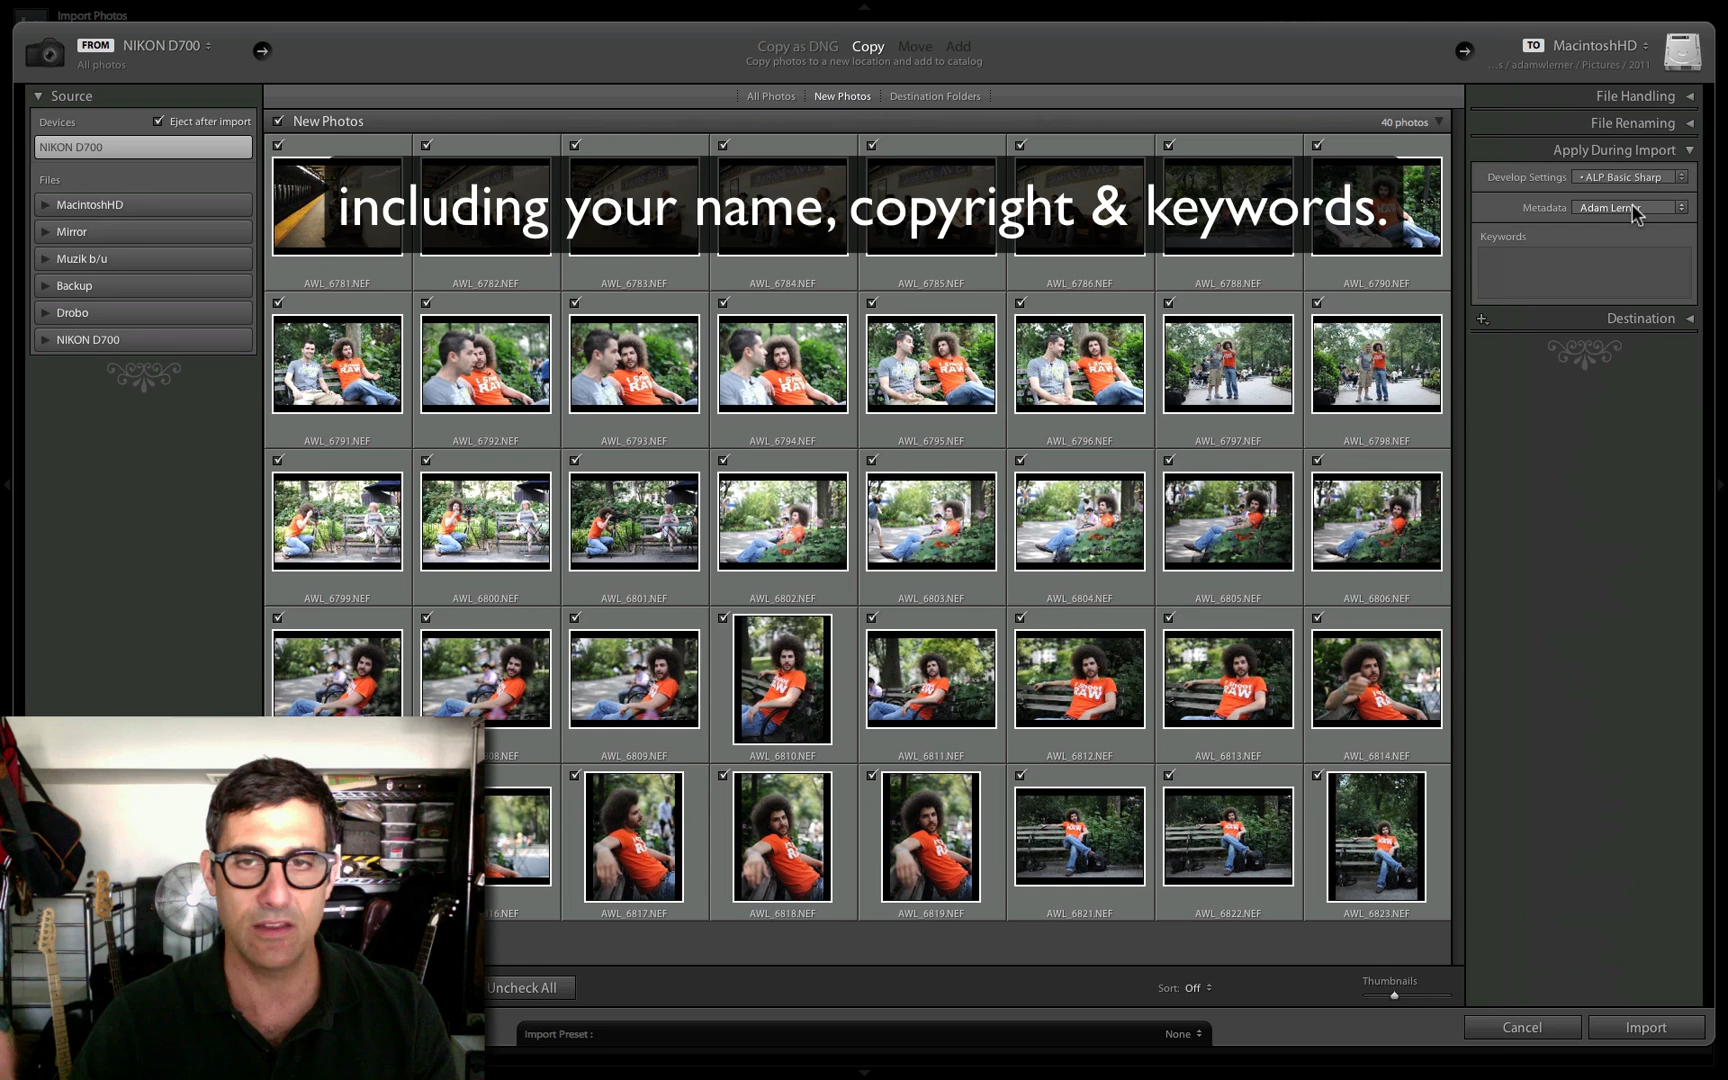 Import Photos
FROM NIKON D700
All photos
Copy as DNG Copy Move Add
Copy photos to a new location and add to catalog
TO MacintoshHD
...s / adamwlerner / Pictures / 2011
Source
Devices Eject after import
NIKON D700
Files
MacintoshHD
Mirror
Muzik b/u
Backup
Drobo
NIKON D700
All Photos New Photos Destination Folders
New Photos 40 photos
including your name, copyright & keywords.
AWL_6781.NEF AWL_6782.NEF AWL_6783.NEF AWL_6784.NEF AWL_6785.NEF AWL_6786.NEF AWL_6788.NEF AWL_6790.NEF
AWL_6791.NEF AWL_6792.NEF AWL_6793.NEF AWL_6794.NEF AWL_6795.NEF AWL_6796.NEF AWL_6797.NEF AWL_6798.NEF
AWL_6799.NEF AWL_6800.NEF AWL_6801.NEF AWL_6802.NEF AWL_6803.NEF AWL_6804.NEF AWL_6805.NEF AWL_6806.NEF
808.NEF AWL_6809.NEF AWL_6810.NEF AWL_6811.NEF AWL_6812.NEF AWL_6813.NEF AWL_6814.NEF
16.NEF AWL_6817.NEF AWL_6818.NEF AWL_6819.NEF AWL_6821.NEF AWL_6822.NEF AWL_6823.NEF
File Handling
File Renaming
Apply During Import
Develop Settings • ALP Basic Sharp
Metadata Adam Lerner
Keywords
Destination
Uncheck All
Sort: Off
Thumbnails
Import Preset : None
Cancel Import